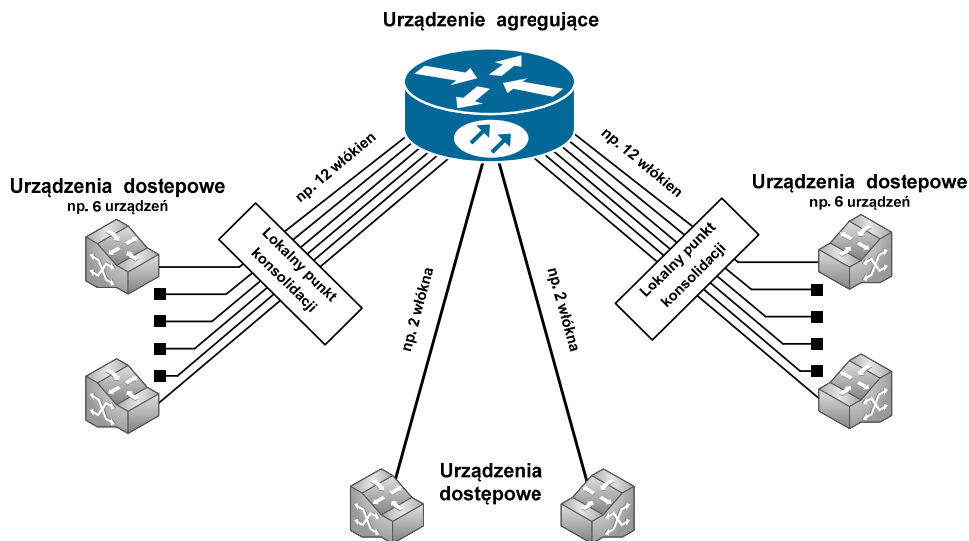 Urządzenie agregujące
np. 12 włókien
np. 12 włókien
Urządzenia dostepowe
np. 6 urządzeń
Urządzenia dostepowe
np. 6 urządzeń
Lokalny punkt
konsolidacji
Lokalny punkt
konsolidacji
np. 2 włókna
np. 2 włókna
Urządzenia
dostępowe